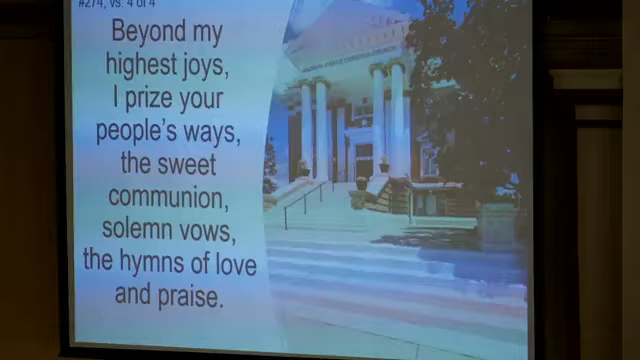 #274, vs. 4 of 4
Beyond my
highest joys,
I prize your
people's ways,
the sweet
communion,
solemn vows,
the hymns of love
and praise.